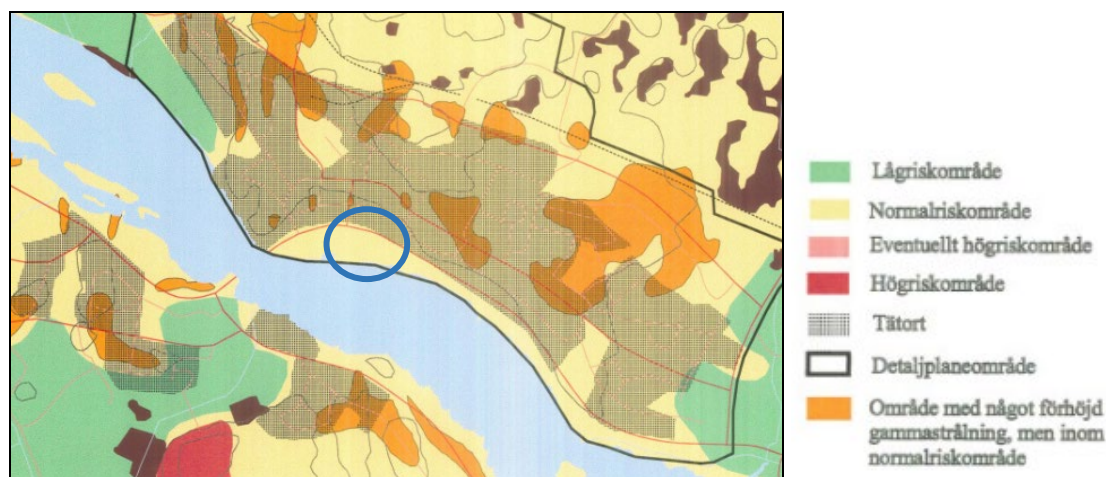 Lågriskområde
Normalriskområde
Eventuellt högriskområde
Högriskområde
Tätort
Detaljplaneområde
Område med något förhöjd
gammastrålning, men inom
normalriskområde